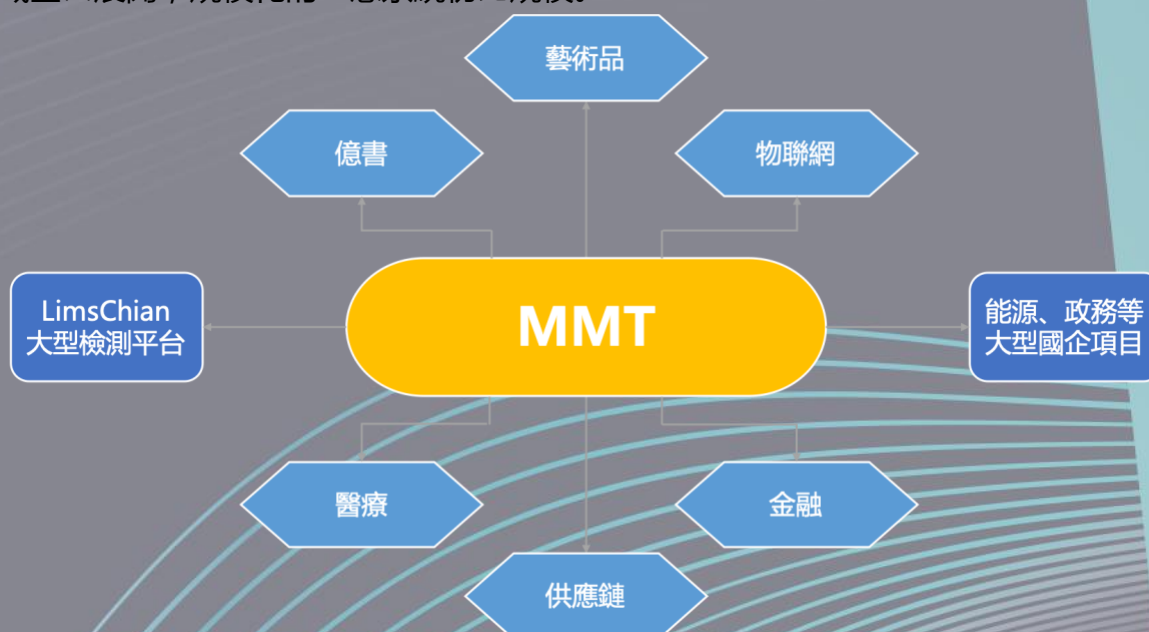 藝術品
億書
物聯網
LimsChian
大型檢測平台
MMT
能源、政務等
大型國企項目
醫療
金融
供應鏈